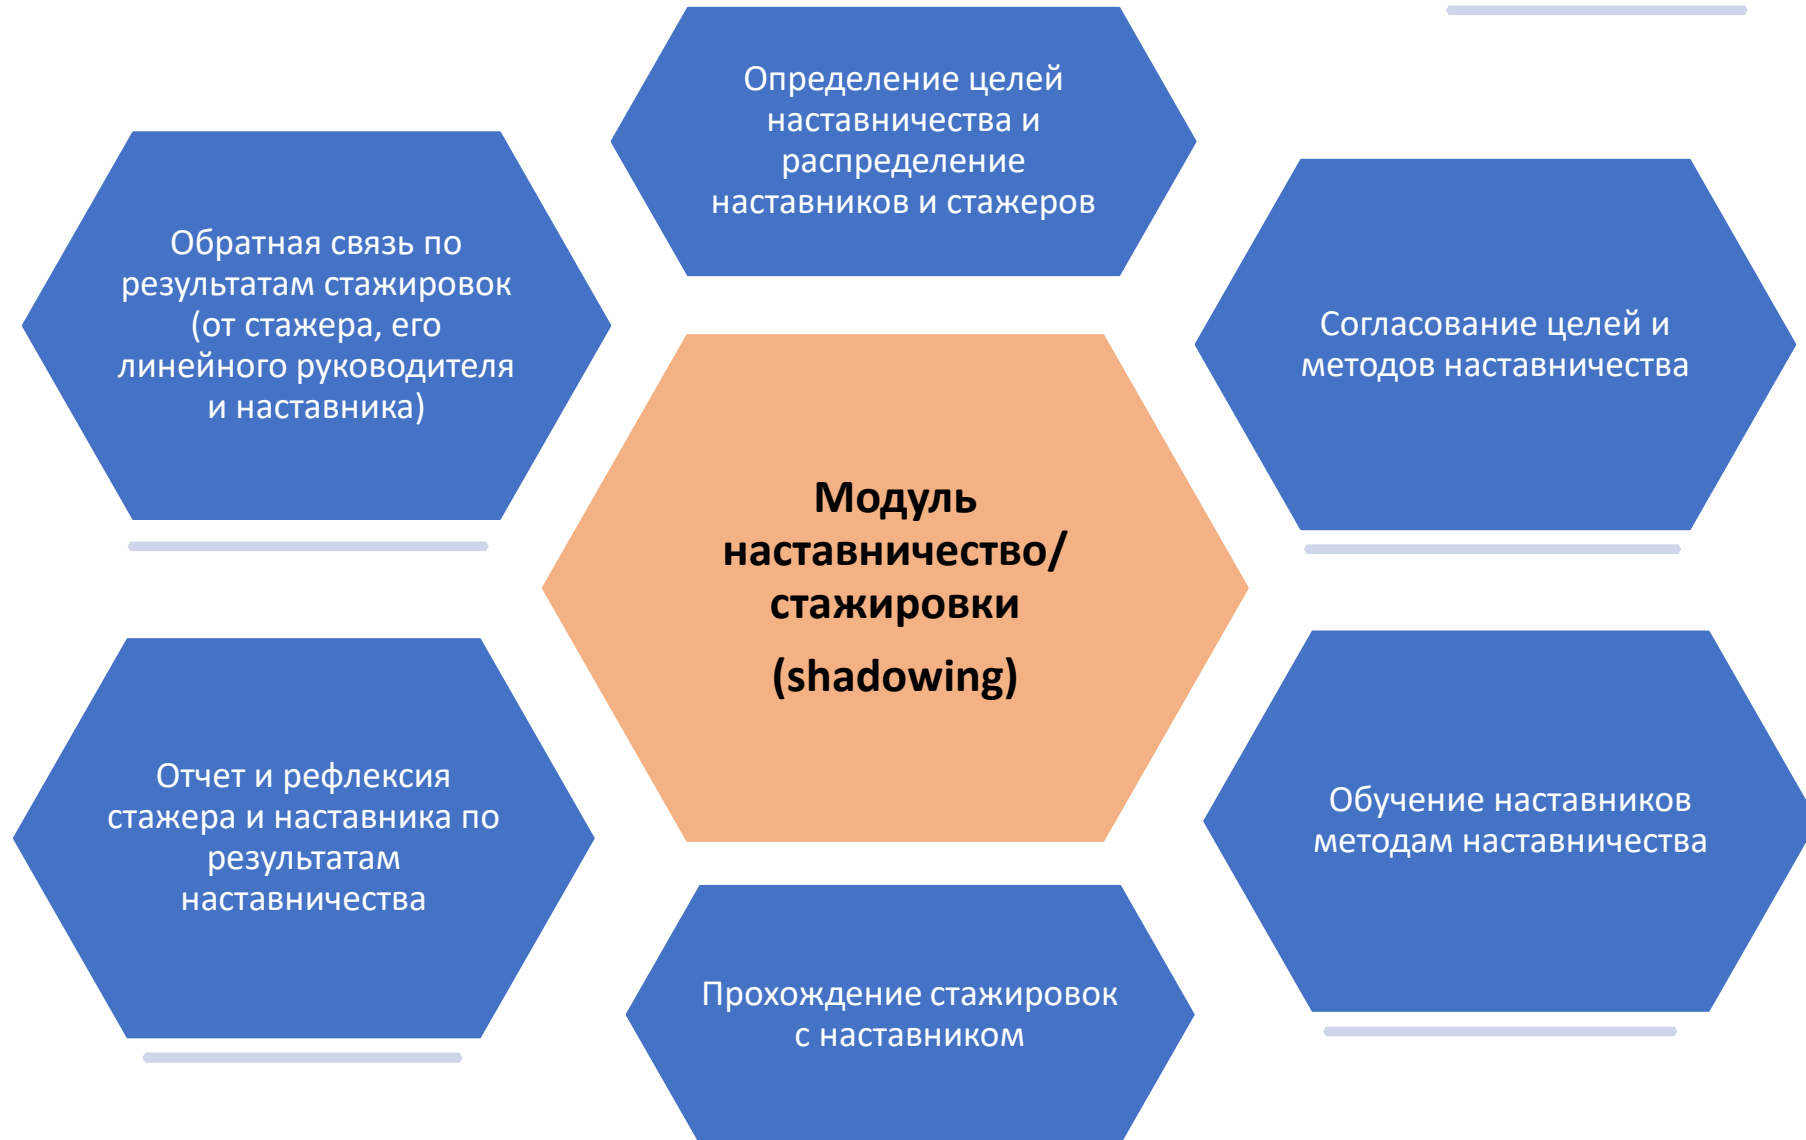 Определение целей
наставничества и
распределение
наставников и стажеров
Согласование целей и
методов наставничества
Обучение наставников
методам наставничества
Прохождение стажировок
с наставником
Отчет и рефлексия
стажера и наставника по
результатам
наставничества
Обратная связь по
результатам стажировок
(от стажера, его
линейного руководителя
и наставника)
Модуль
наставничество/
стажировки
(shadowing)